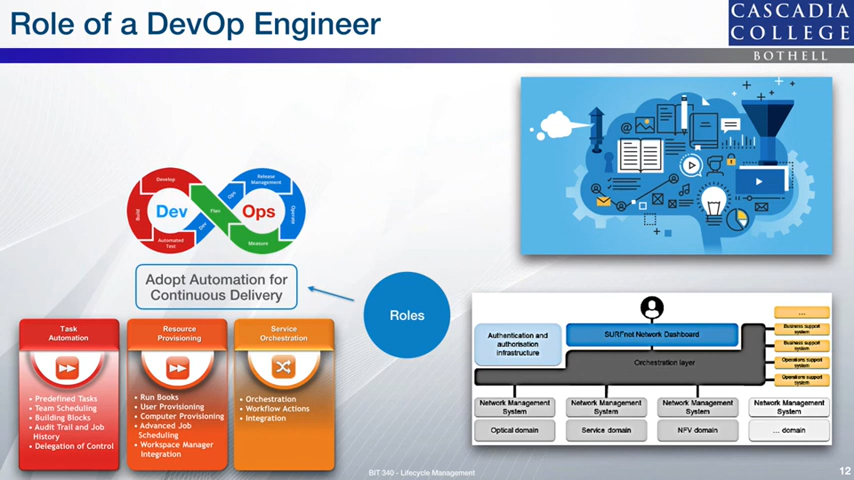 Role of a DevOp Engineer
CASCADIA
COLLEGE
BOTHELL
Develop
Release
Management
Build
Dev
Plan
Ops
Ops
Operate
Automated
Test
Dev
Measure
Adopt Automation for
Continuous Delivery
Roles
Task
Automation
• Predefined Tasks
• Team Scheduling
• Building Blocks
• Audit Trail and Job
History
• Delegation of Control
Resource
Provisioning
• Run Books
• User Provisioning
• Computer Provisioning
• Advanced Job
Scheduling
• Workspace Manager
Integration
Service
Orchestration
• Orchestration
• Workflow Actions
• Integration
Authentication and
authorisation
infrastructure
SURFnet Network Dashboard
Orchestration layer
...
Business support
system
Business support
system
Operations support
system
Operations support
system
Network Management
System
Network Management
System
Network Management
System
Network Management
System
Optical domain
Service domain
NFV domain
... domain
BIT 340 - Lifecycle Management
12